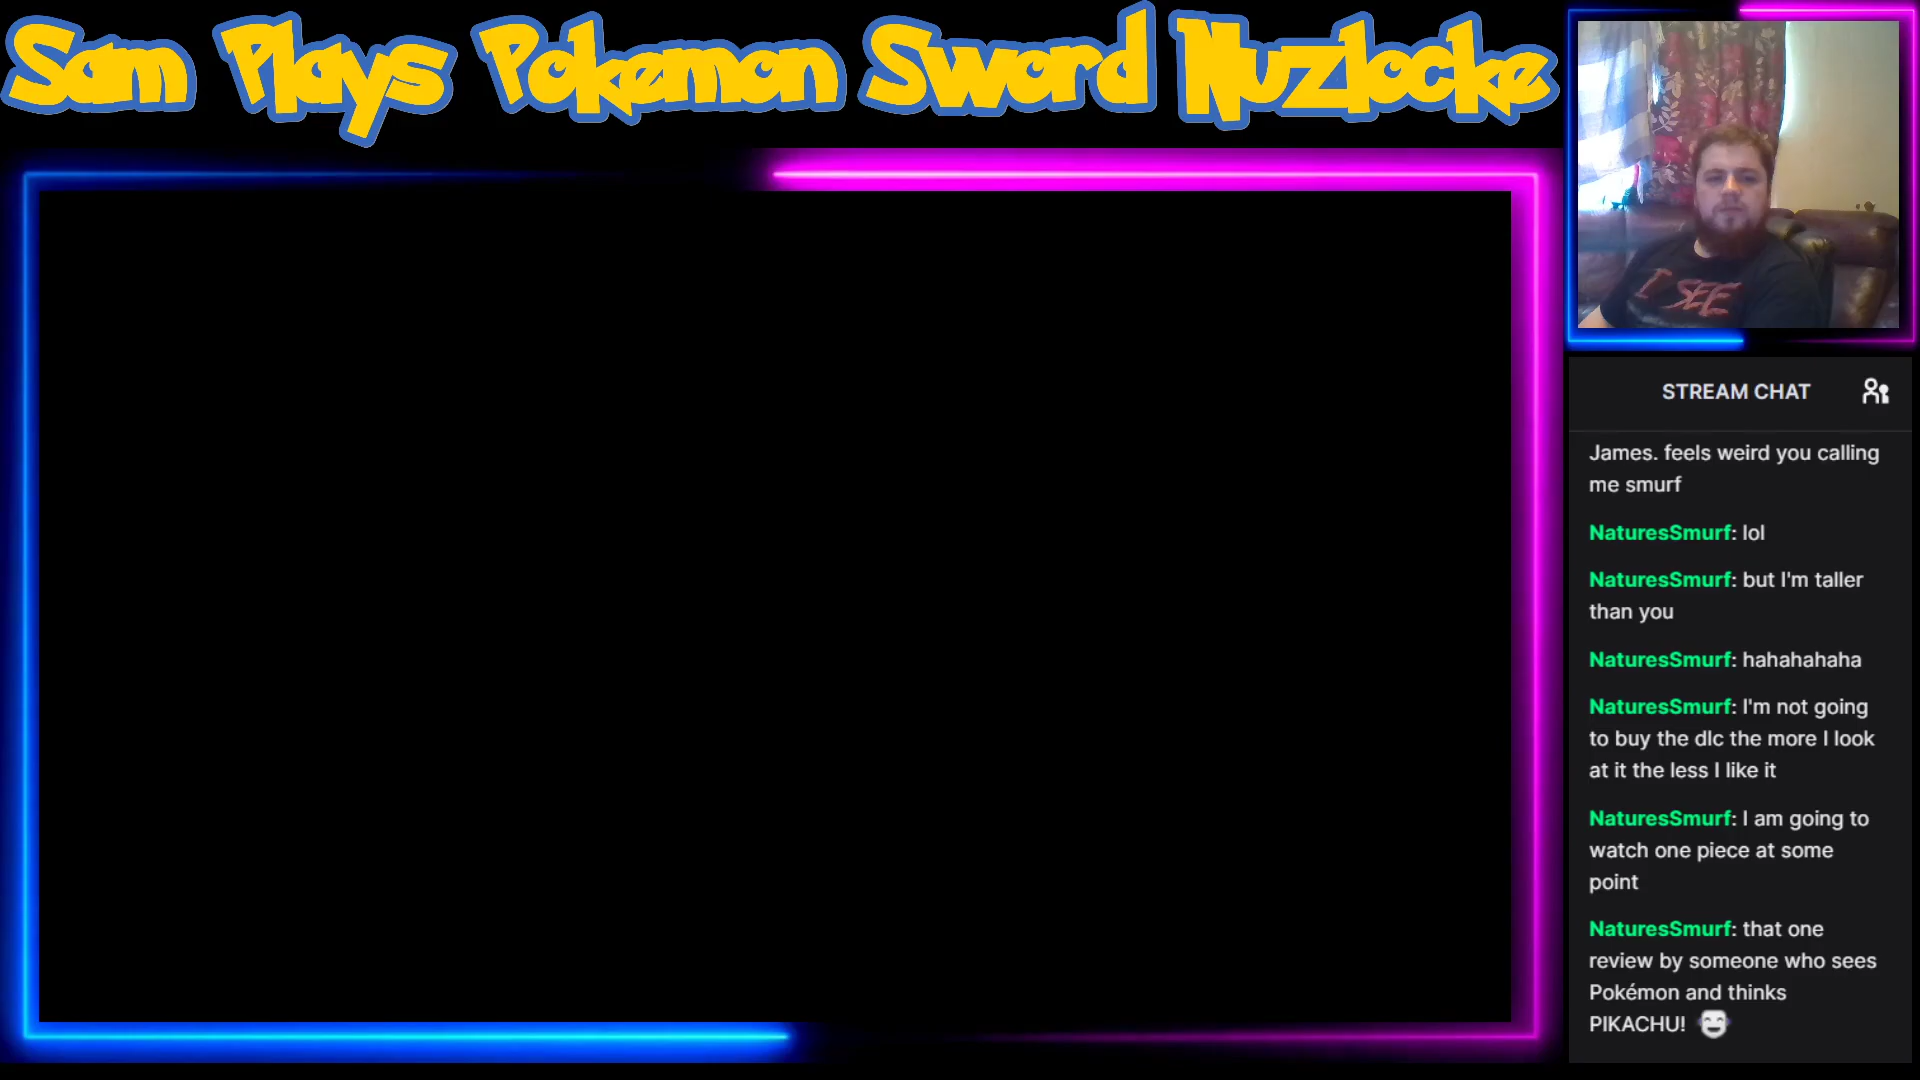 Sam Plays Pokemon Sword Nuzlocke
I SEE
STREAM CHAT
James. feels weird you calling
me smurf
NaturesSmurf: lol
NaturesSmurf: but I'm taller
than you
NaturesSmurf: hahahahaha
NaturesSmurf: I'm not going
to buy the dlc the more I look
at it the less I like it
NaturesSmurf: I am going to
watch one piece at some
point
NaturesSmurf: that one
review by someone who sees
Pokémon and thinks
PIKACHU!